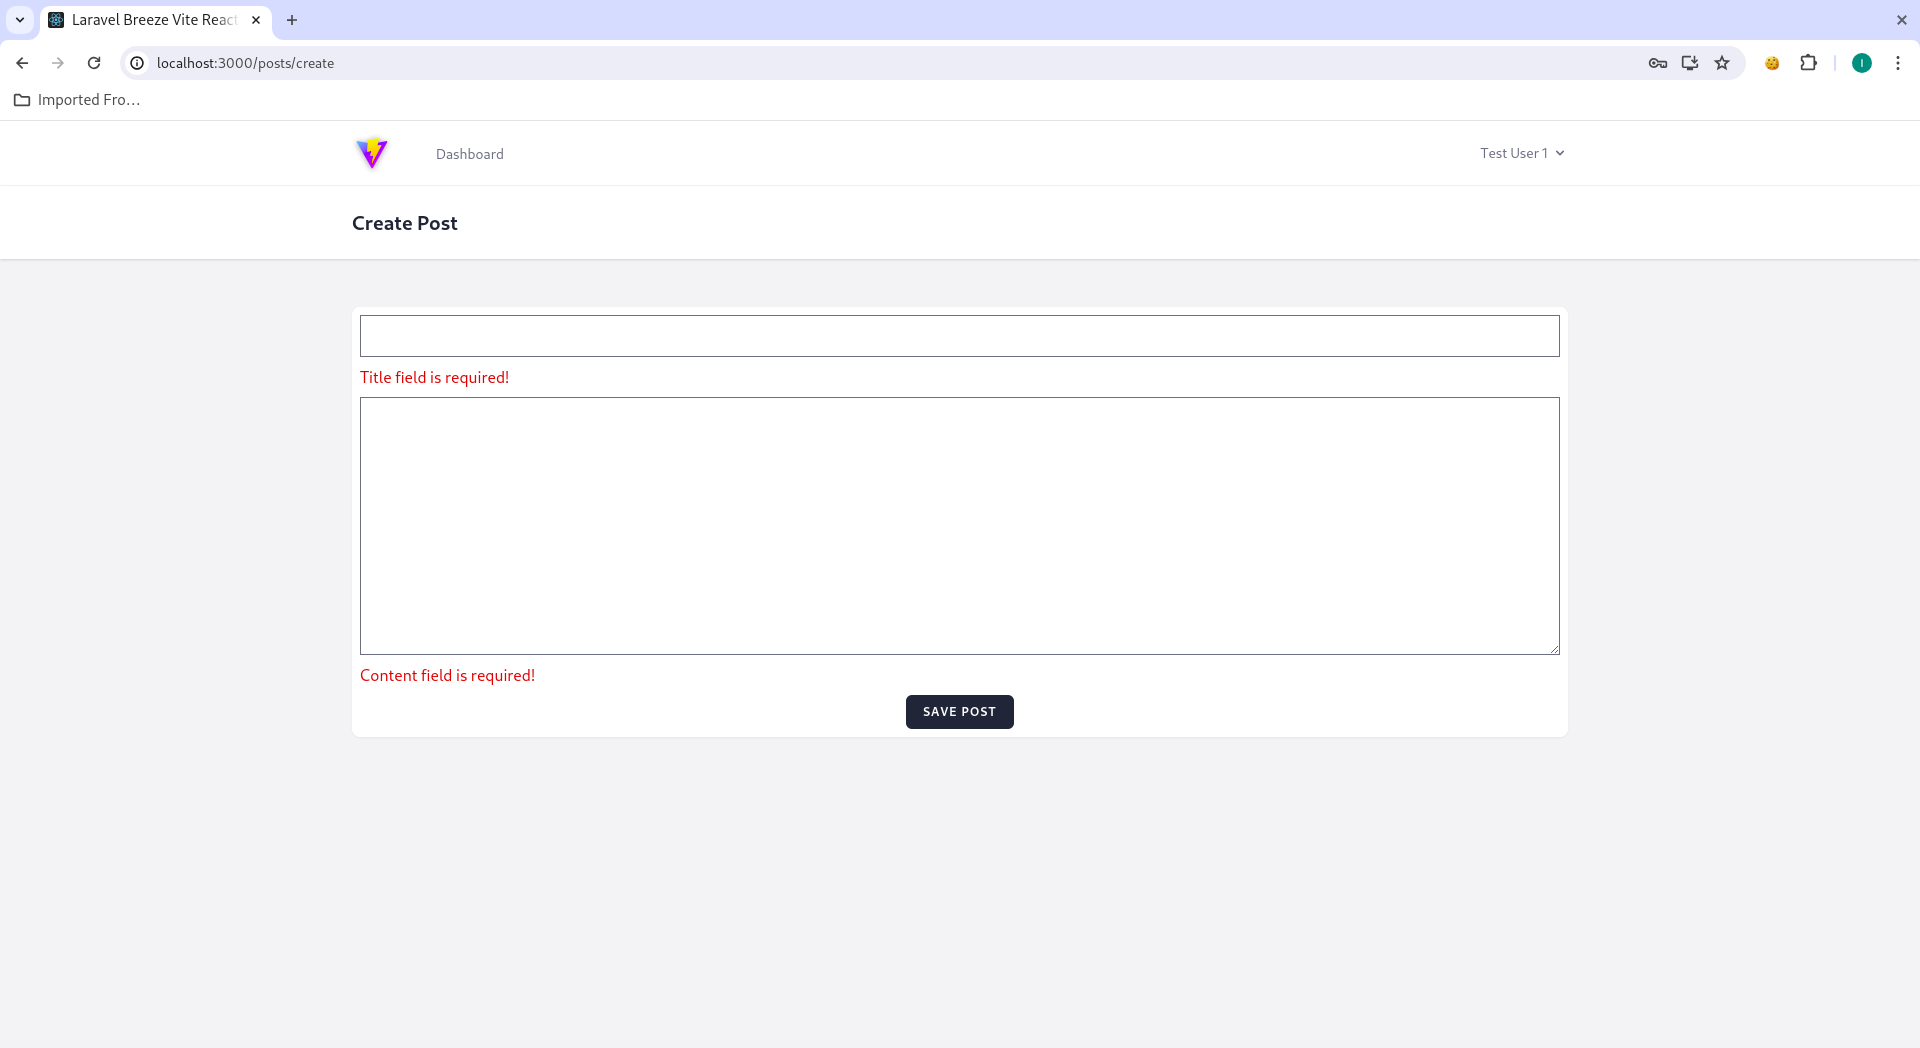 Laravel Breeze Vite React
localhost:3000/posts/create
I
Imported Fro...
Dashboard
Test User 1
Create Post
Title field is required!
Content field is required!
SAVE POST